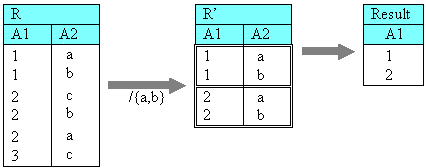 R
A1 A2
1 a
1 b
2 c
2 b
2 a
3 c
/{a,b}
R’
A1 A2
1 a
1 b
2 a
2 b
Result
A1
1
2